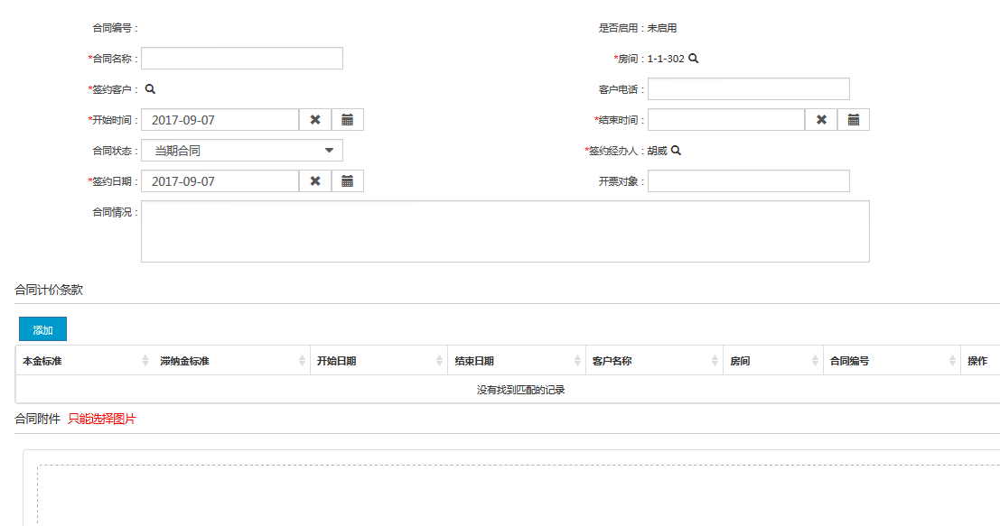 合同编号： 是否启用：未启用
*合同名称： *房间：1-1-302
*签约客户： 客户电话：
*开始时间： 2017-09-07 *结束时间：
合同状态： 当期合同 *签约经办人：胡威
*签约日期： 2017-09-07 开票对象：
合同情况：
合同计价条款
添加
本金标准 滞纳金标准 开始日期 结束日期 客户名称 房间 合同编号 操作
没有找到匹配的记录
合同附件 只能选择图片